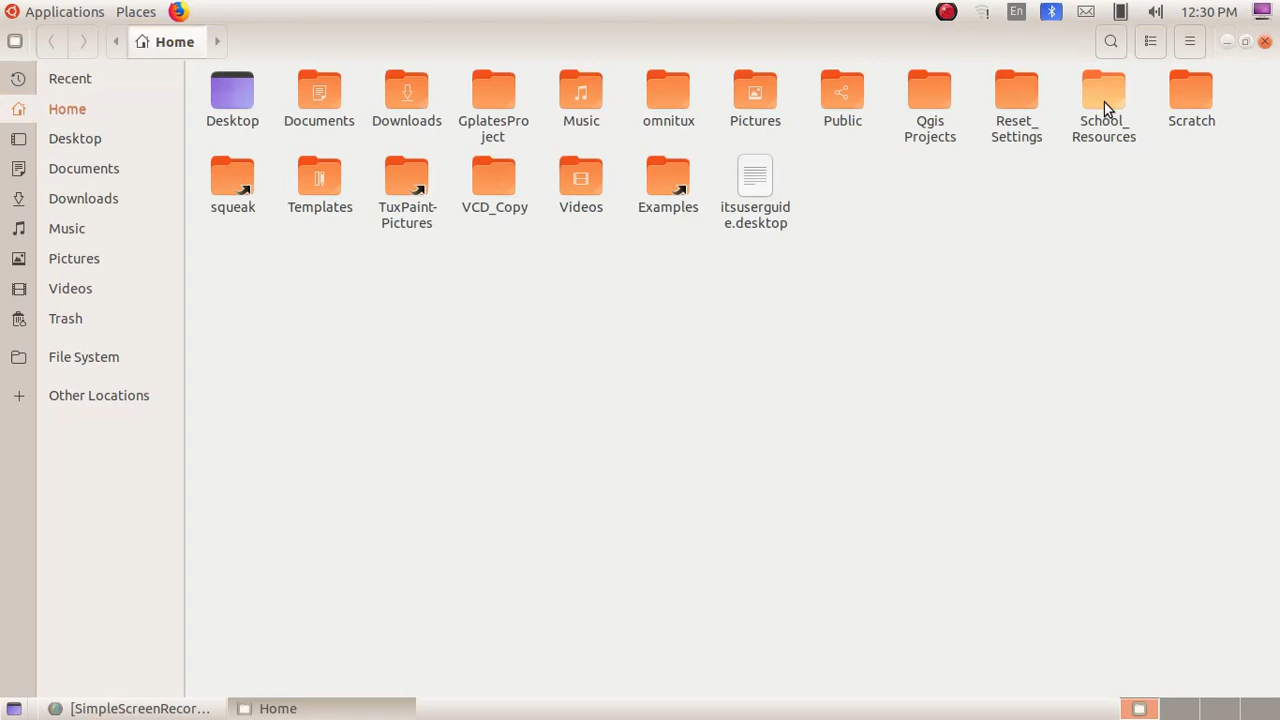 Applications Places En 12:30 PM
Home
Recent
Home
Desktop
Documents
Downloads
Music
Pictures
Videos
Trash
File System
Other Locations
Desktop
Documents
Downloads
GplatesPro
ject
Music
omnitux
Pictures
Public
Qgis
Projects
Reset_
Settings
School_
Resources
Scratch
squeak
Templates
TuxPaint-
Pictures
VCD_Copy
Videos
Examples
itsuserguid
e.desktop
[SimpleScreenRecor... Home